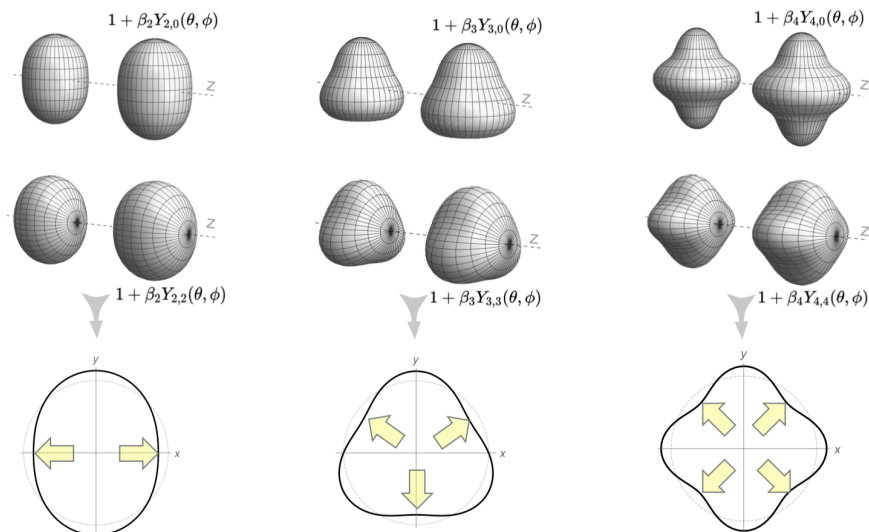 1 + β₂Y₂,₀(θ, ϕ)
1 + β₃Y₃,₀(θ, ϕ)
1 + β₄Y₄,₀(θ, ϕ)
Z
Z
Z
Z
Z
Z
1 + β₂Y₂,₂(θ, ϕ)
1 + β₃Y₃,₃(θ, ϕ)
1 + β₄Y₄,₄(θ, ϕ)
y
y
y
x
x
x